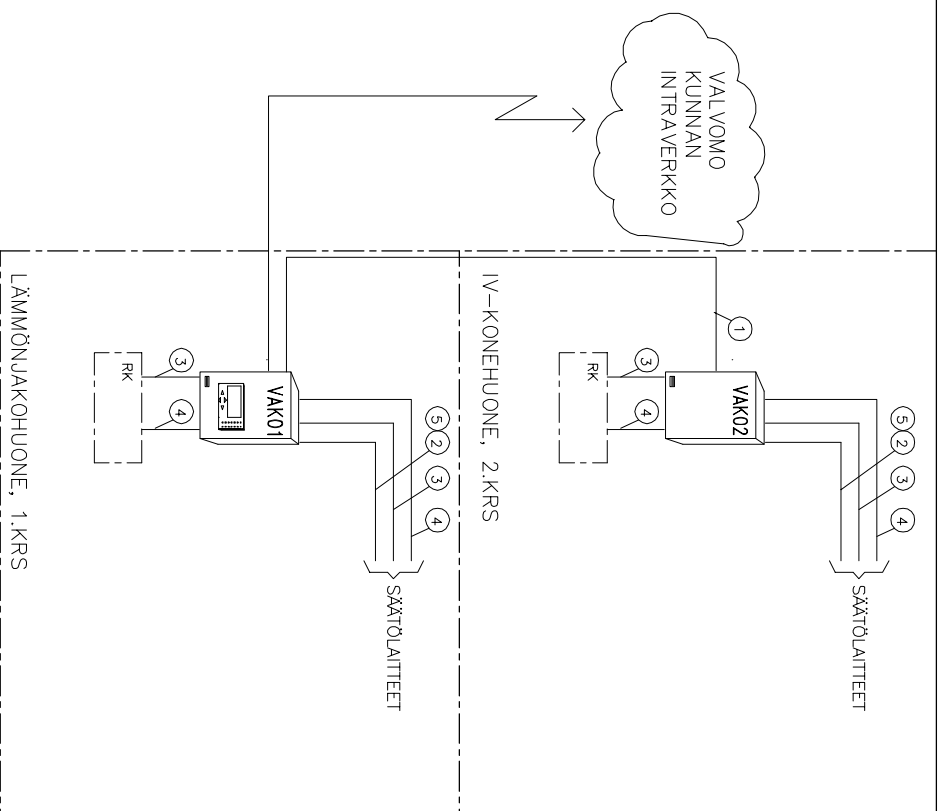 VALVOMO
KUNNAN
INTRAVERKKO
5 2 3 4
SÄÄTÖLAITTEET
1
VAK02
3 4
RK
IV-KONEHUONE, 2.KRS
5 2 3 4
SÄÄTÖLAITTEET
VAK01
3 4
RK
LÄMMÖNJAKOHUONE, 1.KRS